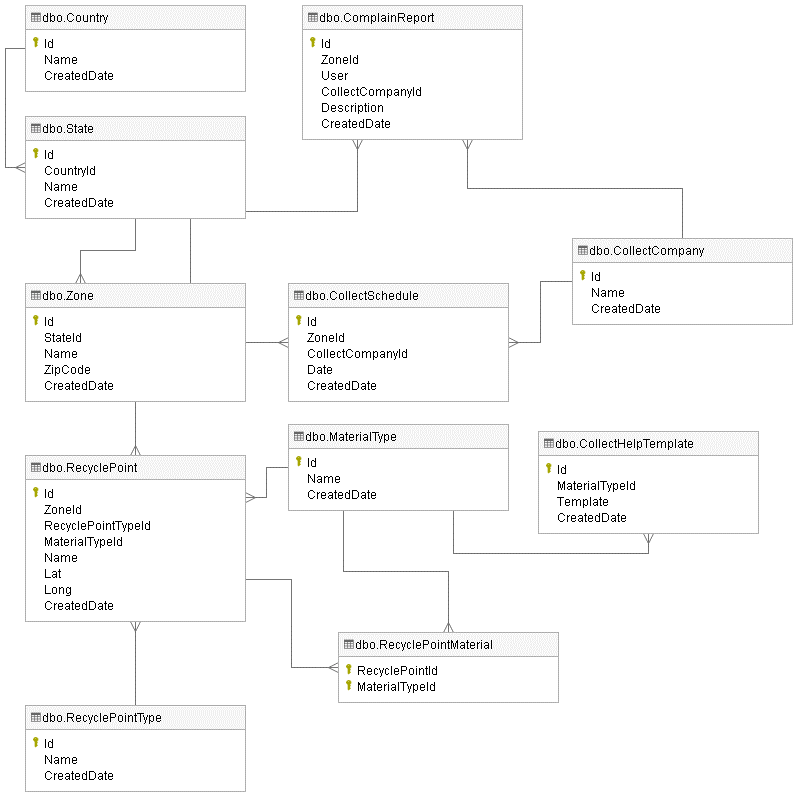 dbo.Country
Id
Name
CreatedDate
dbo.ComplainReport
Id
ZoneId
User
CollectCompanyId
Description
CreatedDate
dbo.State
Id
CountryId
Name
CreatedDate
dbo.CollectCompany
Id
Name
CreatedDate
dbo.Zone
Id
StateId
Name
ZipCode
CreatedDate
dbo.CollectSchedule
Id
ZoneId
CollectCompanyId
Date
CreatedDate
dbo.MaterialType
Id
Name
CreatedDate
dbo.CollectHelpTemplate
Id
MaterialTypeId
Template
CreatedDate
dbo.RecyclePoint
Id
ZoneId
RecyclePointTypeId
MaterialTypeId
Name
Lat
Long
CreatedDate
dbo.RecyclePointMaterial
RecyclePointId
MaterialTypeId
dbo.RecyclePointType
Id
Name
CreatedDate